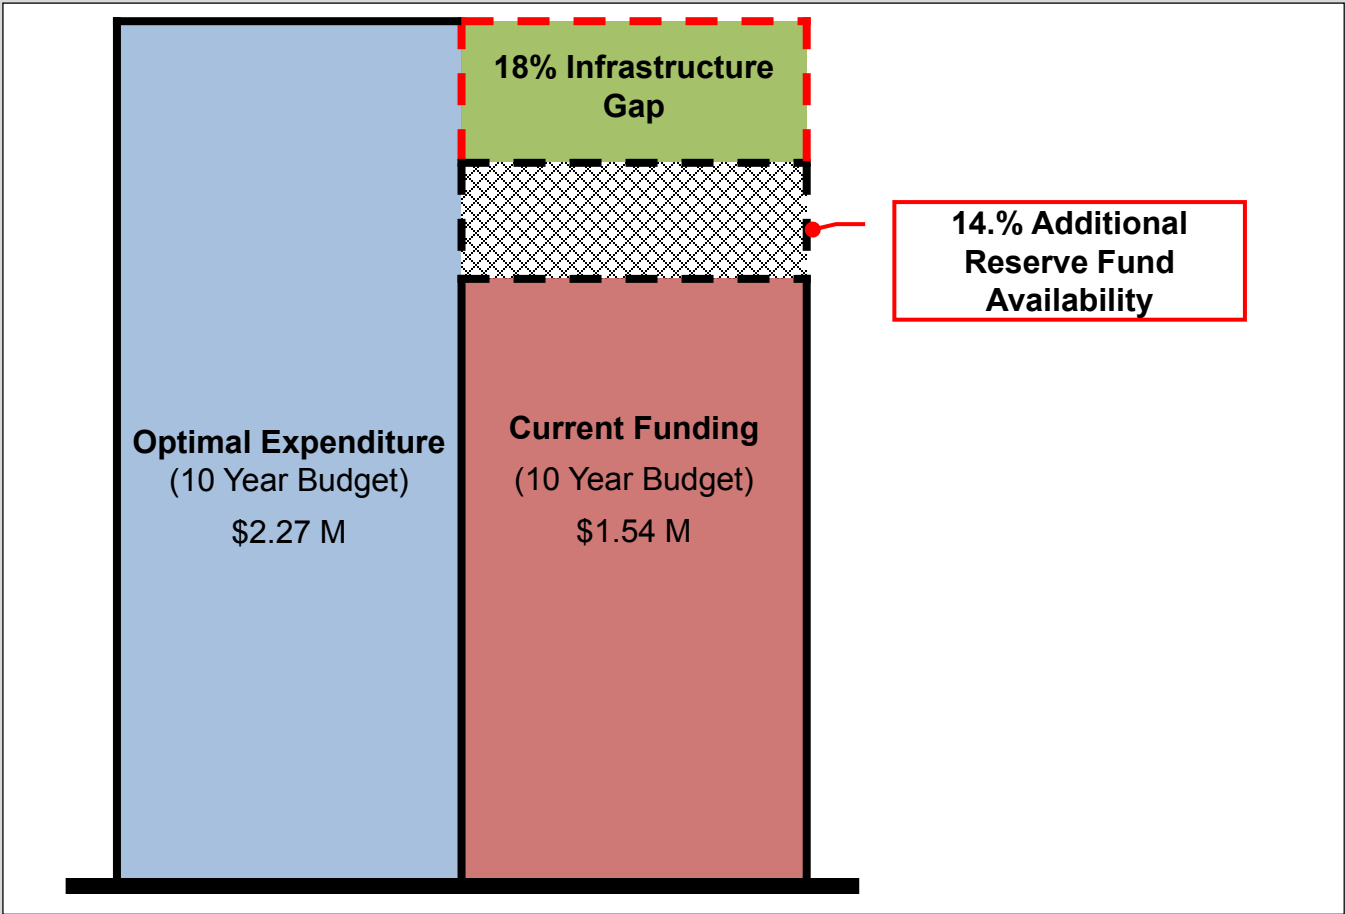 18% Infrastructure
Gap
14.% Additional
Reserve Fund
Availability
Optimal Expenditure
(10 Year Budget)
$2.27 M
Current Funding
(10 Year Budget)
$1.54 M